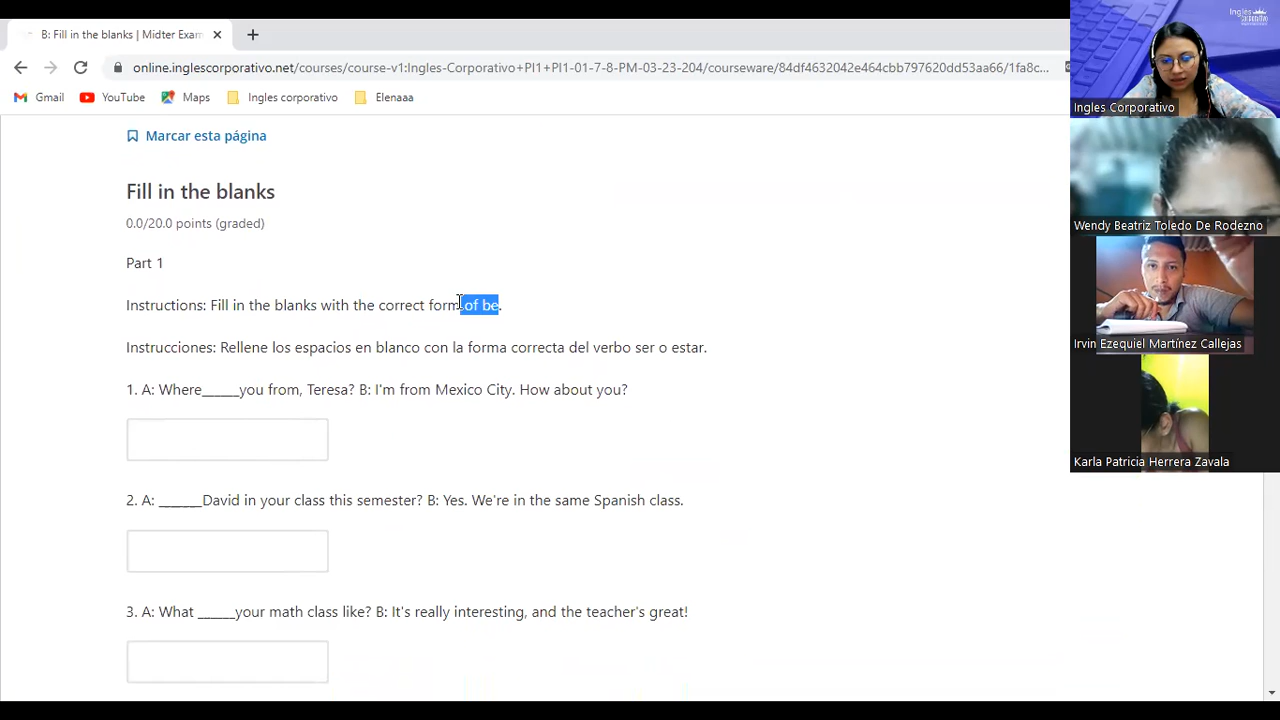 B: Fill in the blanks | Midter Exam
online.inglescorporativo.net/courses/course-v1:Ingles-Corporativo+PI1+PI1-01-7-8-PM-03-23-204/courseware/84df4632042e464cbb797620dd53aa66/1fa8c...
Gmail YouTube Maps Ingles corporativo Elenaaa
Marcar esta página
Fill in the blanks
0.0/20.0 points (graded)
Part 1
Instructions: Fill in the blanks with the correct form of be.
Instrucciones: Rellene los espacios en blanco con la forma correcta del verbo ser o estar.
1. A: Where______you from, Teresa? B: I'm from Mexico City. How about you?
2. A: _______David in your class this semester? B: Yes. We're in the same Spanish class.
3. A: What ______your math class like? B: It's really interesting, and the teacher's great!
Ingles Corporativo
Wendy Beatriz Toledo De Rodezno
Irvin Ezequiel Martínez Callejas
Karla Patricia Herrera Zavala